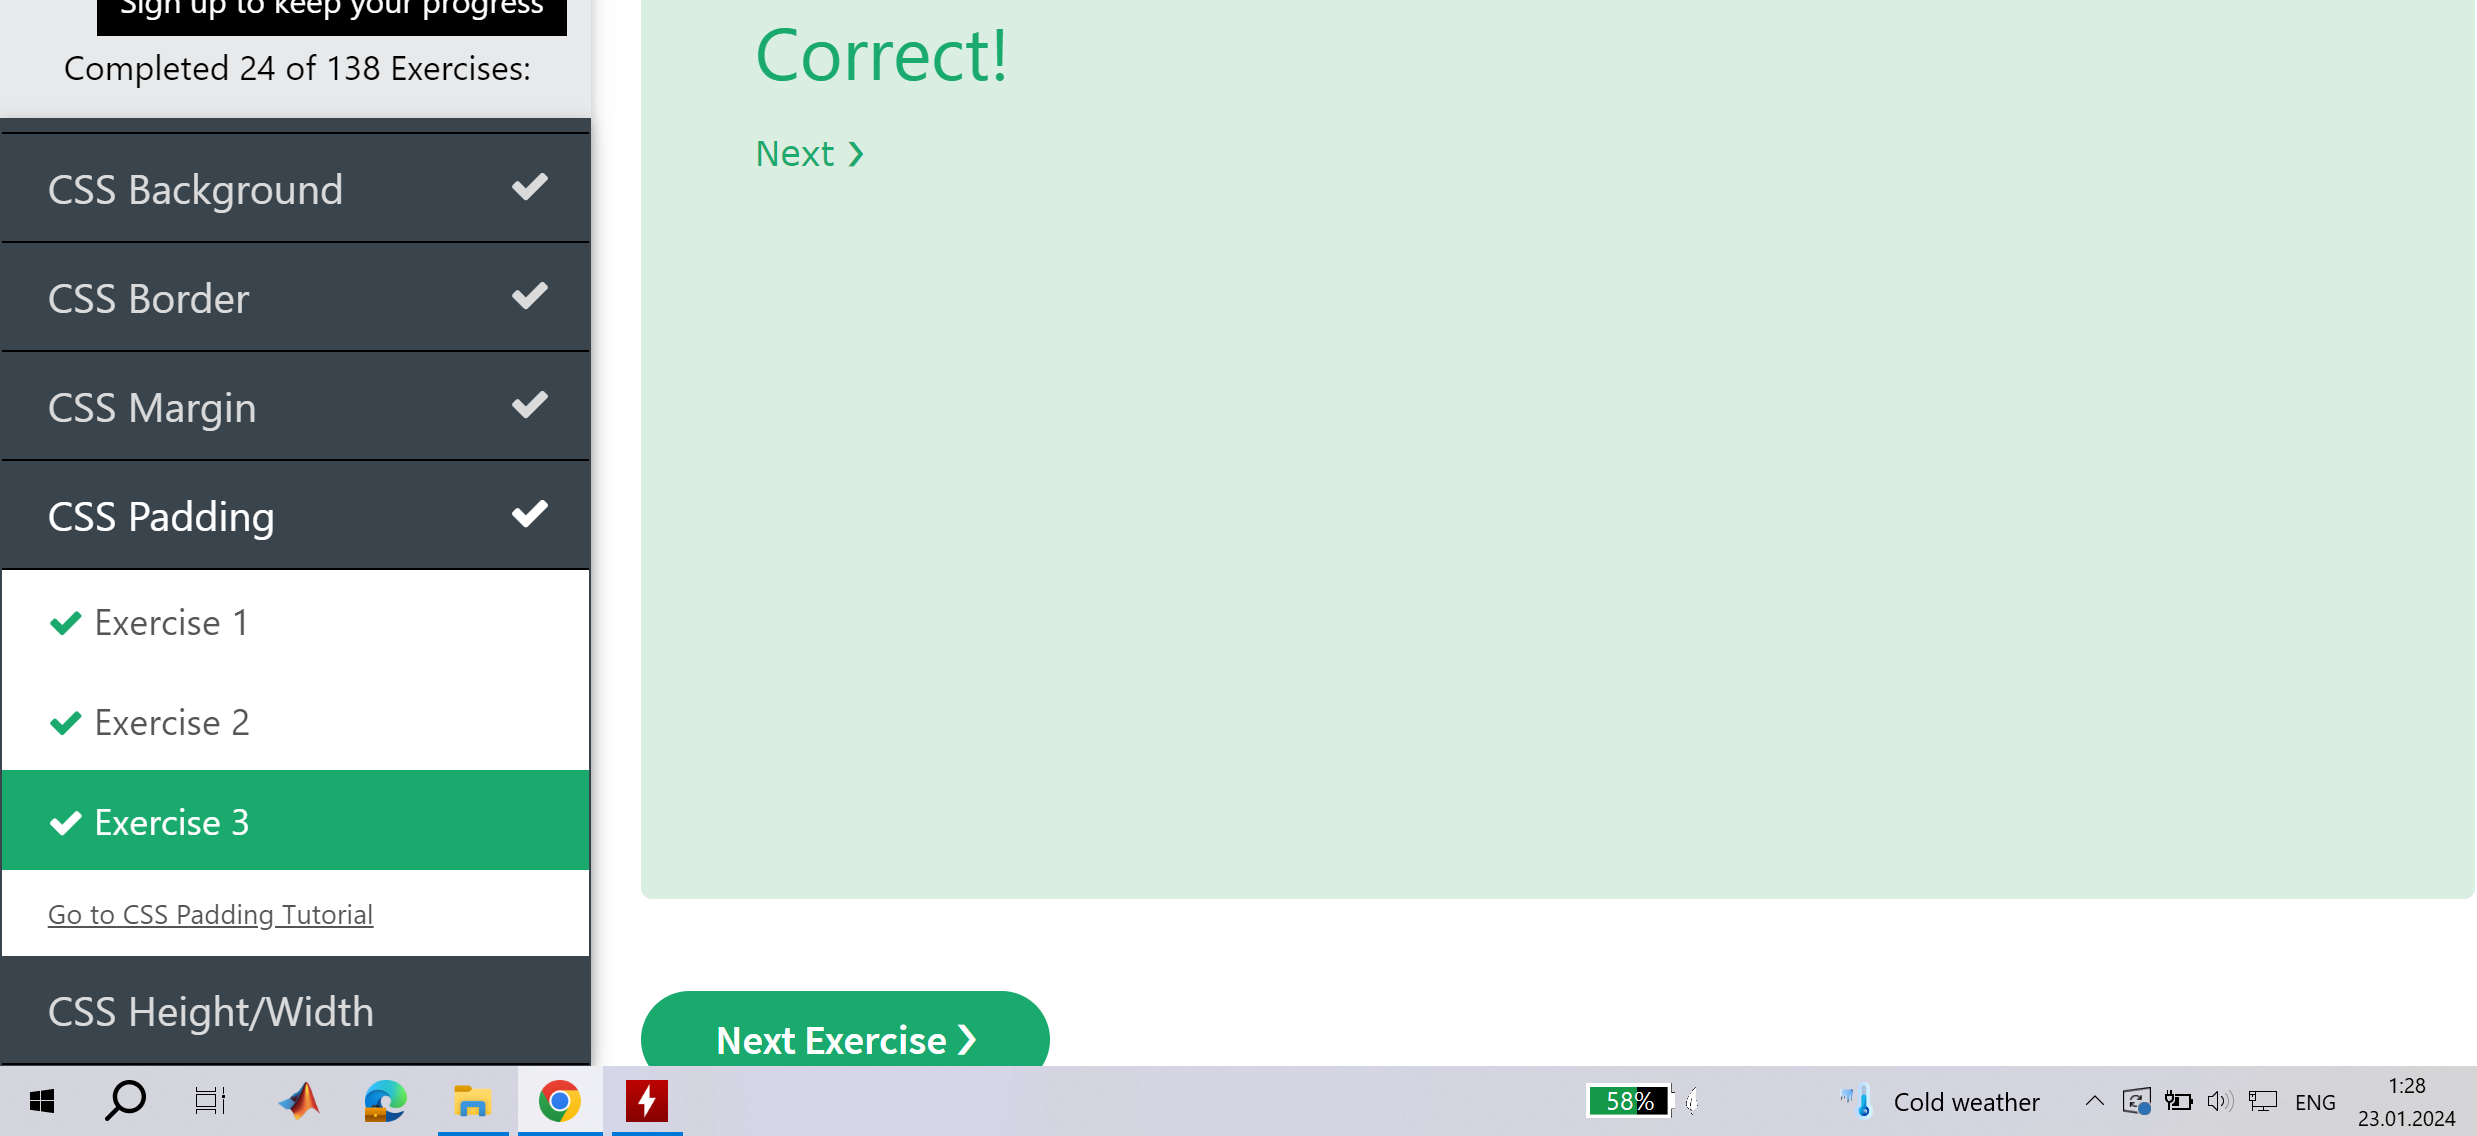 Sign up to keep your progress
Completed 24 of 138 Exercises:
CSS Background
CSS Border
CSS Margin
CSS Padding
Exercise 1
Exercise 2
Exercise 3
Go to CSS Padding Tutorial
CSS Height/Width
Correct!
Next ❯
Next Exercise ❯
58%
Cold weather
ENG
1:28
23.01.2024